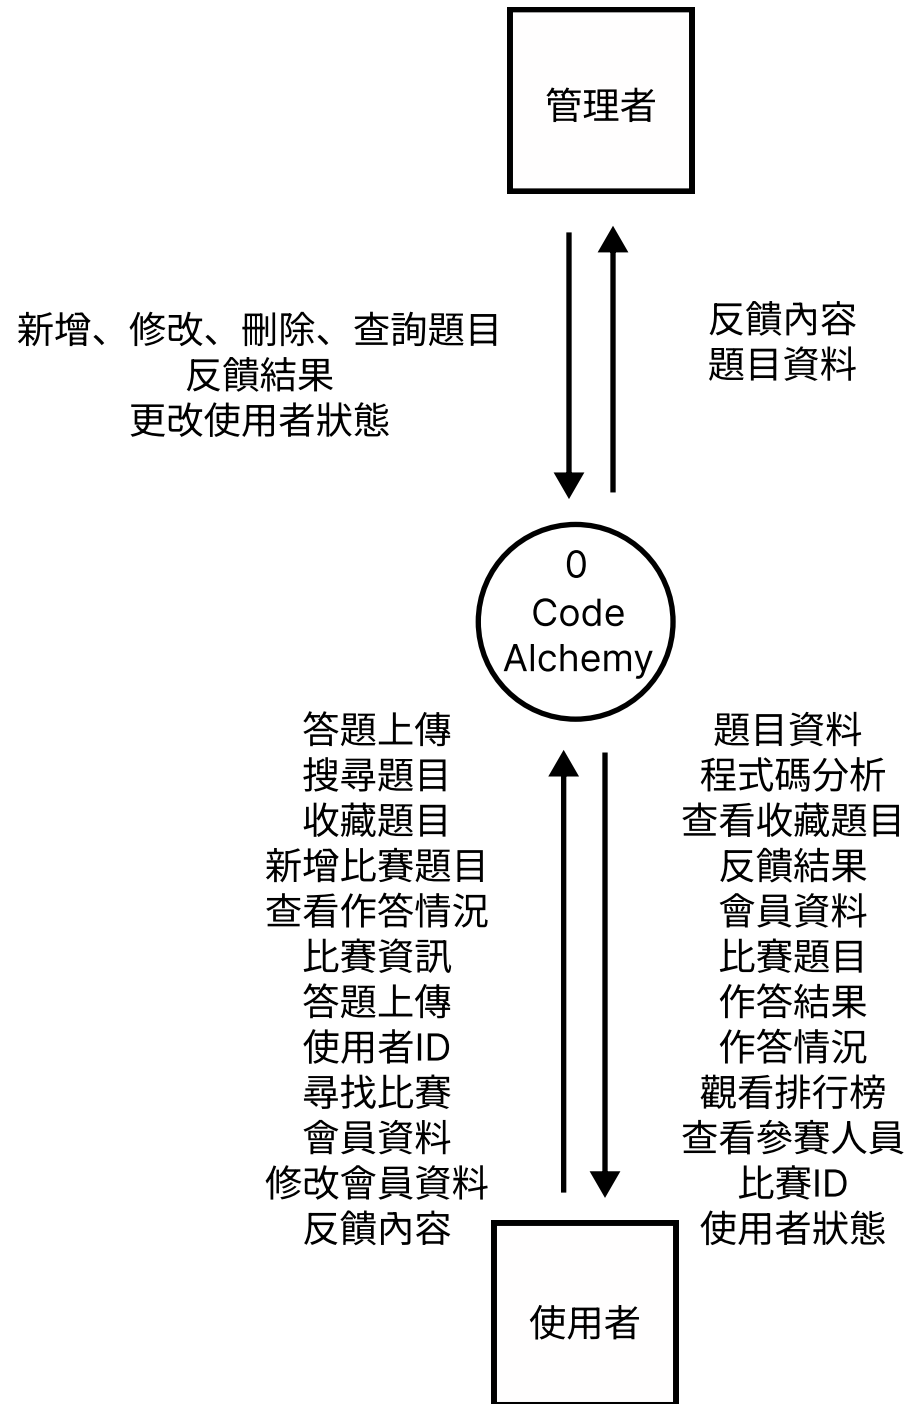 管理者
新增、修改、刪除、查詢題目
反饋結果
更改使用者狀態
反饋內容
題目資料
0
Code
Alchemy
答題上傳
搜尋題目
收藏題目
新增比賽題目
查看作答情況
比賽資訊
答題上傳
使用者ID
尋找比賽
會員資料
修改會員資料
反饋內容
題目資料
程式碼分析
查看收藏題目
反饋結果
會員資料
比賽題目
作答結果
作答情況
觀看排行榜
查看參賽人員
比賽ID
使用者狀態
使用者